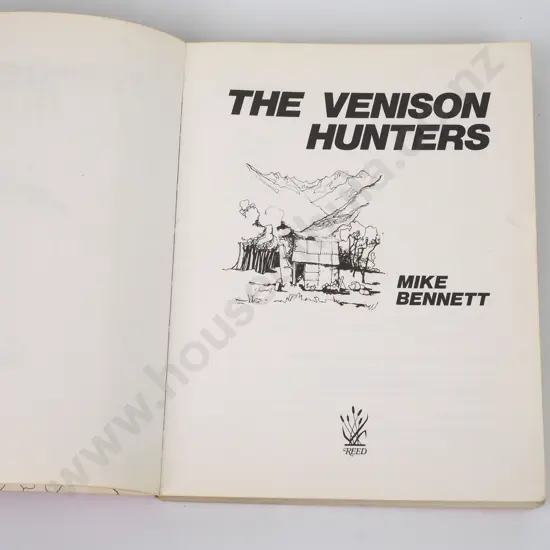 THE VENISON
HUNTERS
MIKE
BENNETT
REED